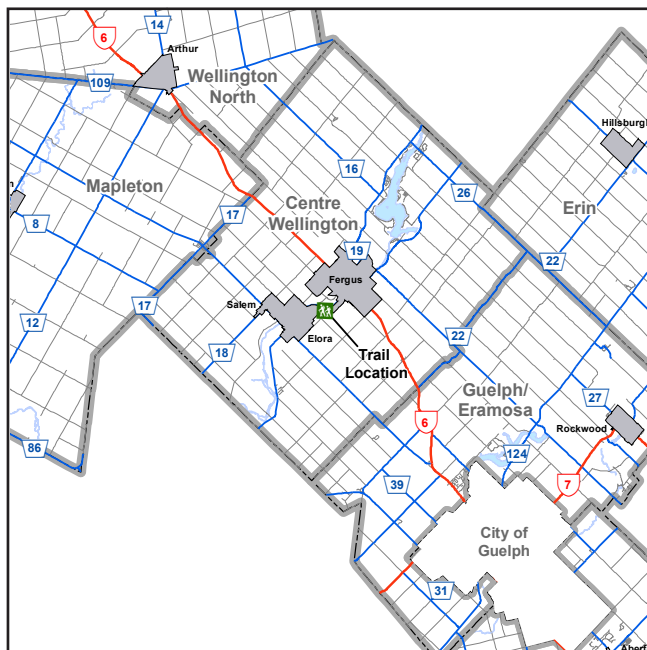 14
6
Arthur
109
Wellington
North
Hillsburgh
16
26
Mapleton
17
Centre
Wellington
Erin
8
19
22
Fergus
17
Salem
12
18
Elora
22
Trail
Location
Guelph/
Eramosa
27
6
Rockwood
86
124
39
7
City of
Guelph
31